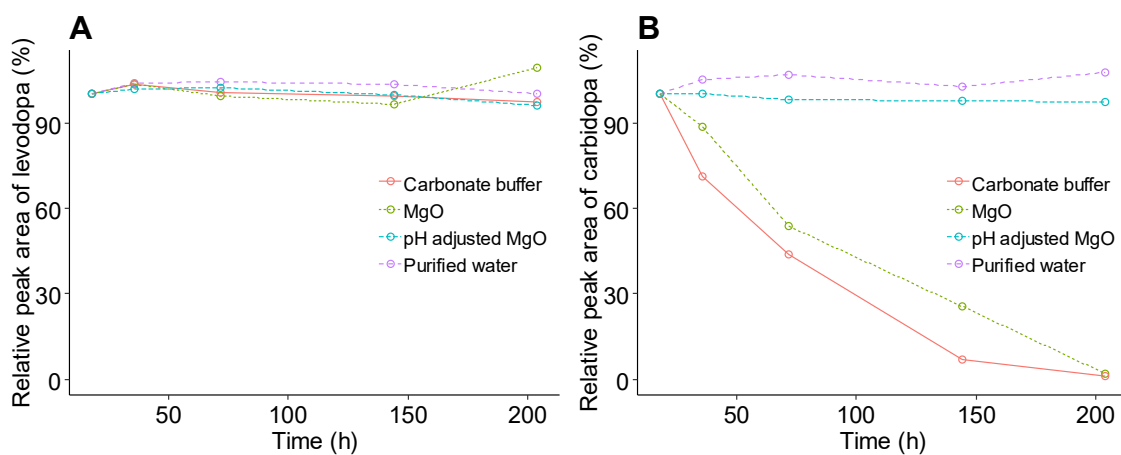 A
Relative peak area of levodopa (%)
90
60
30
0
50
100
150
200
Time (h)
Carbonate buffer
MgO
pH adjusted MgO
Purified water
B
Relative peak area of carbidopa (%)
90
60
30
0
50
100
150
200
Time (h)
Carbonate buffer
MgO
pH adjusted MgO
Purified water